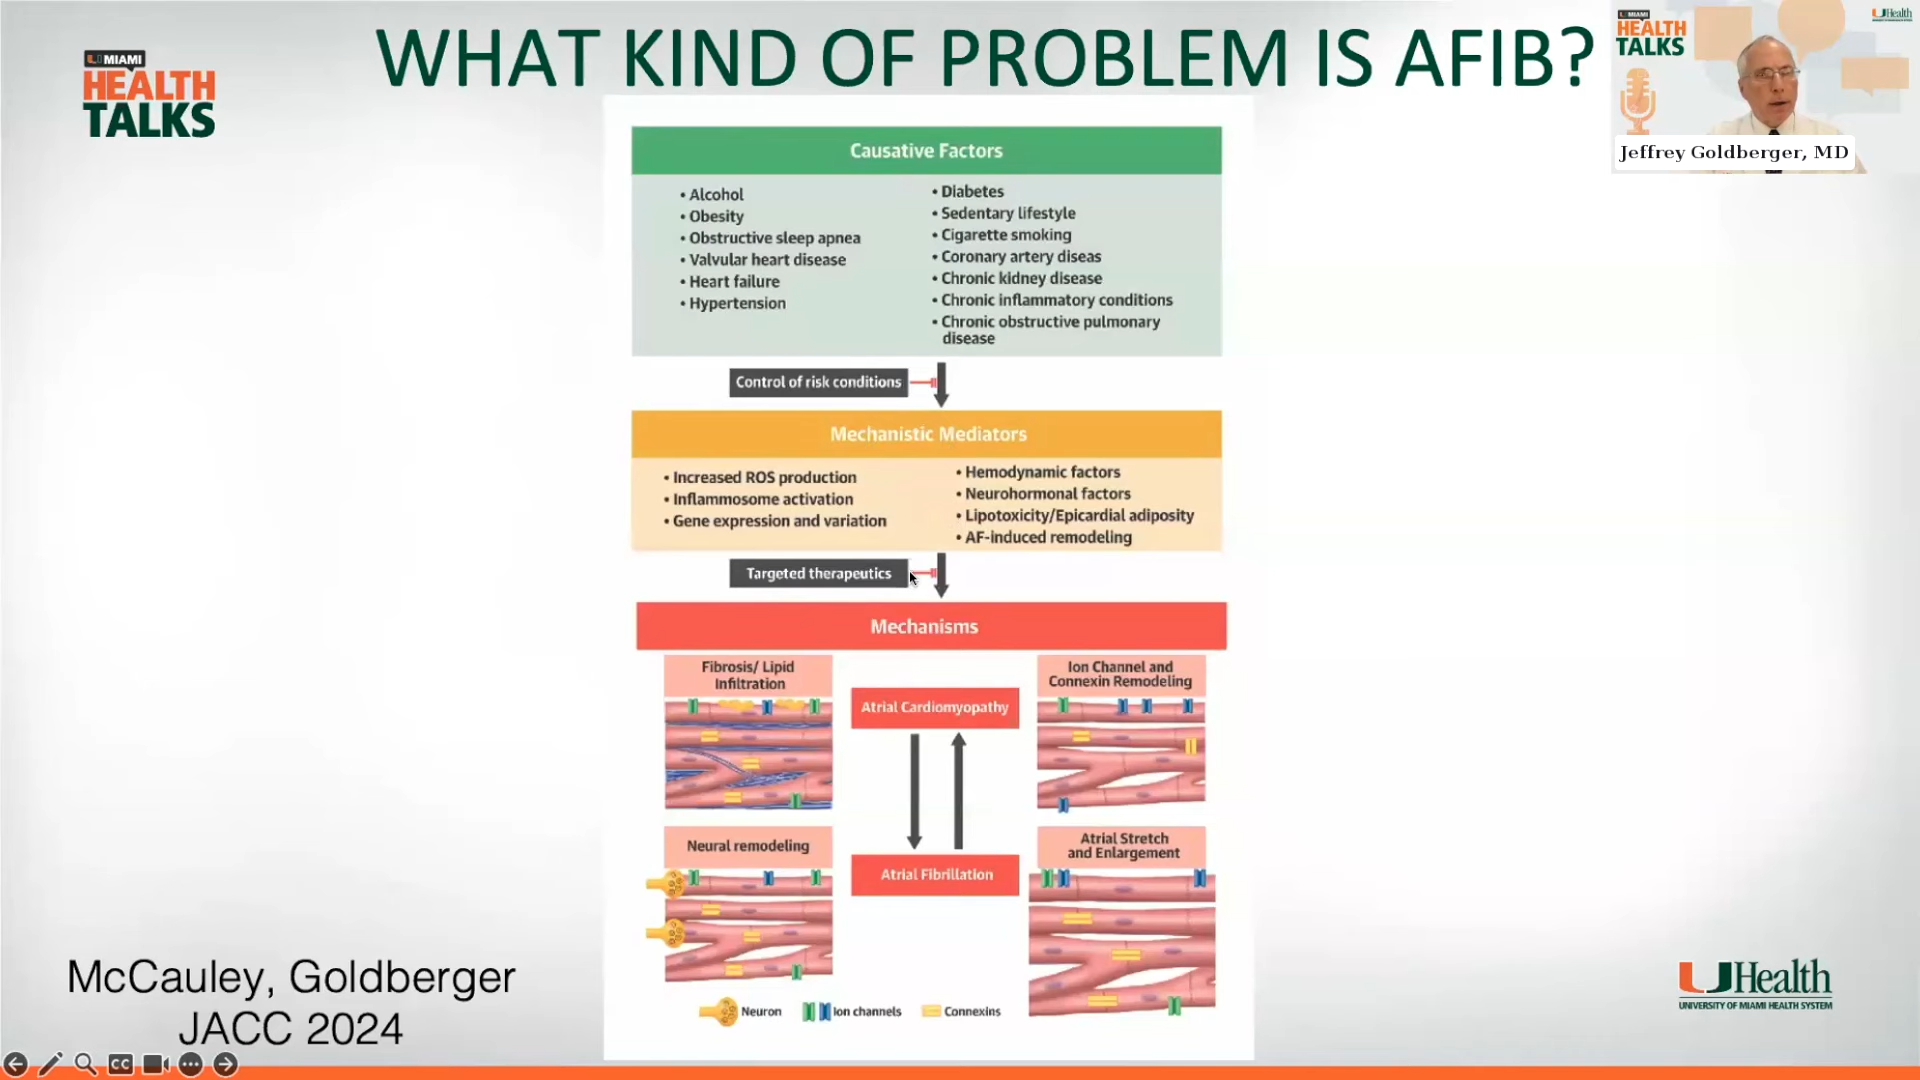 WHAT KIND OF PROBLEM IS AFIB?
U MIAMI
HEALTH
TALKS
U MIAMI
HEALTH
TALKS
UHealth
Jeffrey Goldberger, MD
Causative Factors
• Alcohol
• Obesity
• Obstructive sleep apnea
• Valvular heart disease
• Heart failure
• Hypertension
• Diabetes
• Sedentary lifestyle
• Cigarette smoking
• Coronary artery diseas
• Chronic kidney disease
• Chronic inflammatory conditions
• Chronic obstructive pulmonary
disease
Control of risk conditions
Mechanistic Mediators
• Increased ROS production
• Inflammosome activation
• Gene expression and variation
• Hemodynamic factors
• Neurohormonal factors
• Lipotoxicity/Epicardial adiposity
• AF-induced remodeling
Targeted therapeutics
Mechanisms
Fibrosis/ Lipid
Infiltration
Atrial Cardiomyopathy
Ion Channel and
Connexin Remodeling
Neural remodeling
Atrial Fibrillation
Atrial Stretch
and Enlargement
Neuron
Ion channels
Connexins
McCauley, Goldberger
JACC 2024
UHealth
UNIVERSITY OF MIAMI HEALTH SYSTEM
CC